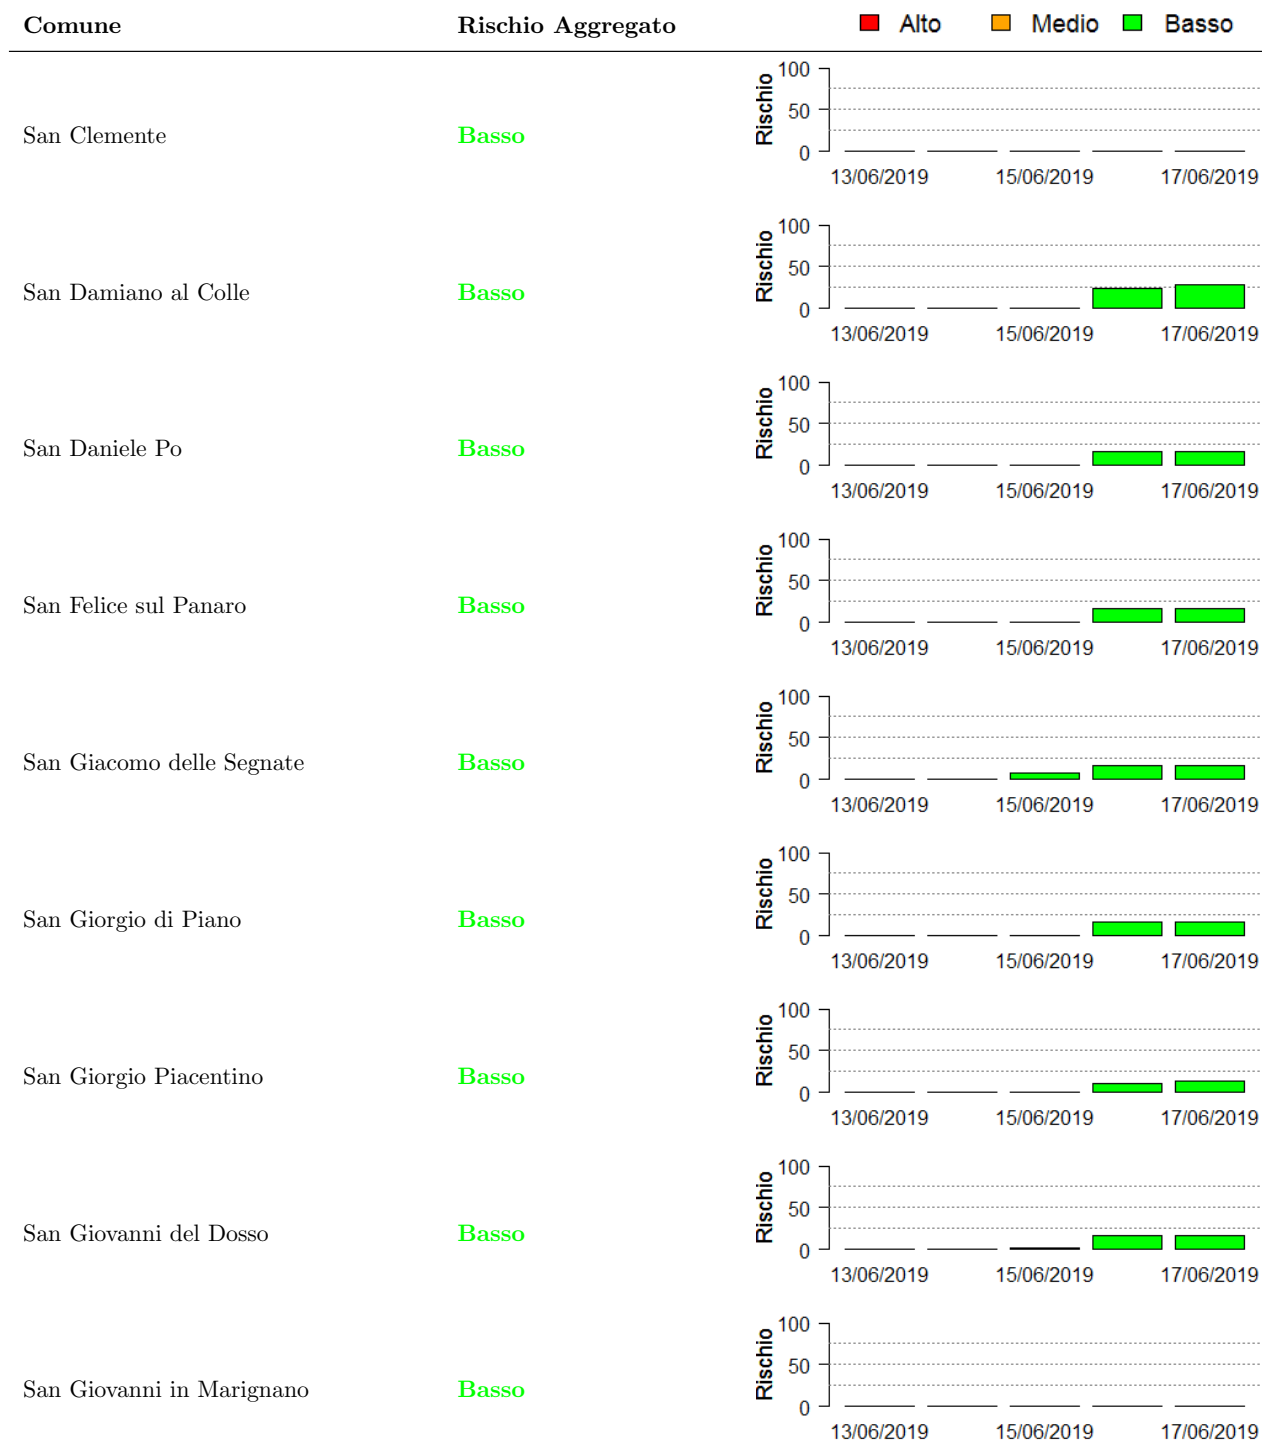 Comune Rischio Aggregato Alto Medio Basso
San Clemente Basso Rischio 100 50 0
13/06/2019 15/06/2019 17/06/2019
San Damiano al Colle Basso Rischio 100 50 0
13/06/2019 15/06/2019 17/06/2019
San Daniele Po Basso Rischio 100 50 0
13/06/2019 15/06/2019 17/06/2019
San Felice sul Panaro Basso Rischio 100 50 0
13/06/2019 15/06/2019 17/06/2019
San Giacomo delle Segnate Basso Rischio 100 50 0
13/06/2019 15/06/2019 17/06/2019
San Giorgio di Piano Basso Rischio 100 50 0
13/06/2019 15/06/2019 17/06/2019
San Giorgio Piacentino Basso Rischio 100 50 0
13/06/2019 15/06/2019 17/06/2019
San Giovanni del Dosso Basso Rischio 100 50 0
13/06/2019 15/06/2019 17/06/2019
San Giovanni in Marignano Basso Rischio 100 50 0
13/06/2019 15/06/2019 17/06/2019